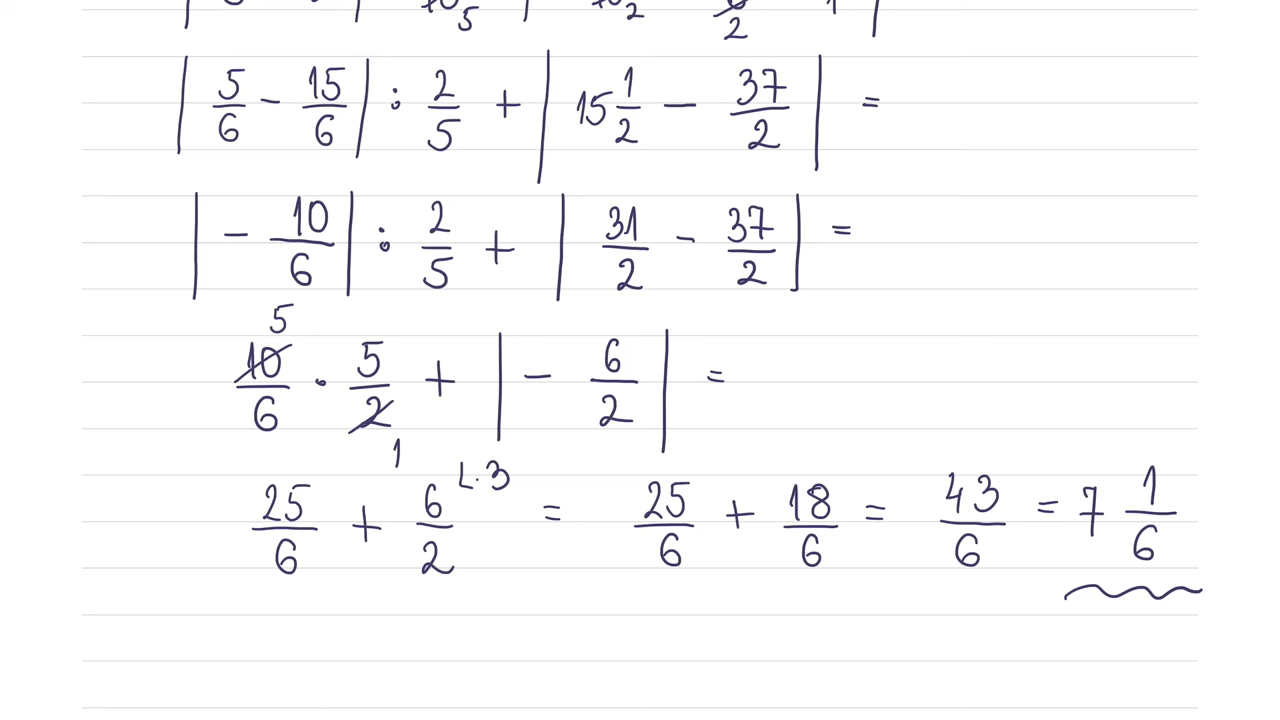 | 5/6 - 15/6 | : 2/5 + | 15 1/2 - 37/2 | =
| - 10/6 | : 2/5 + | 31/2 - 37/2 | =
5
10/6 · 5/2 + | - 6/2 | =
1
25/6 + 6/2 L·3 = 25/6 + 18/6 = 43/6 = 7 1/6